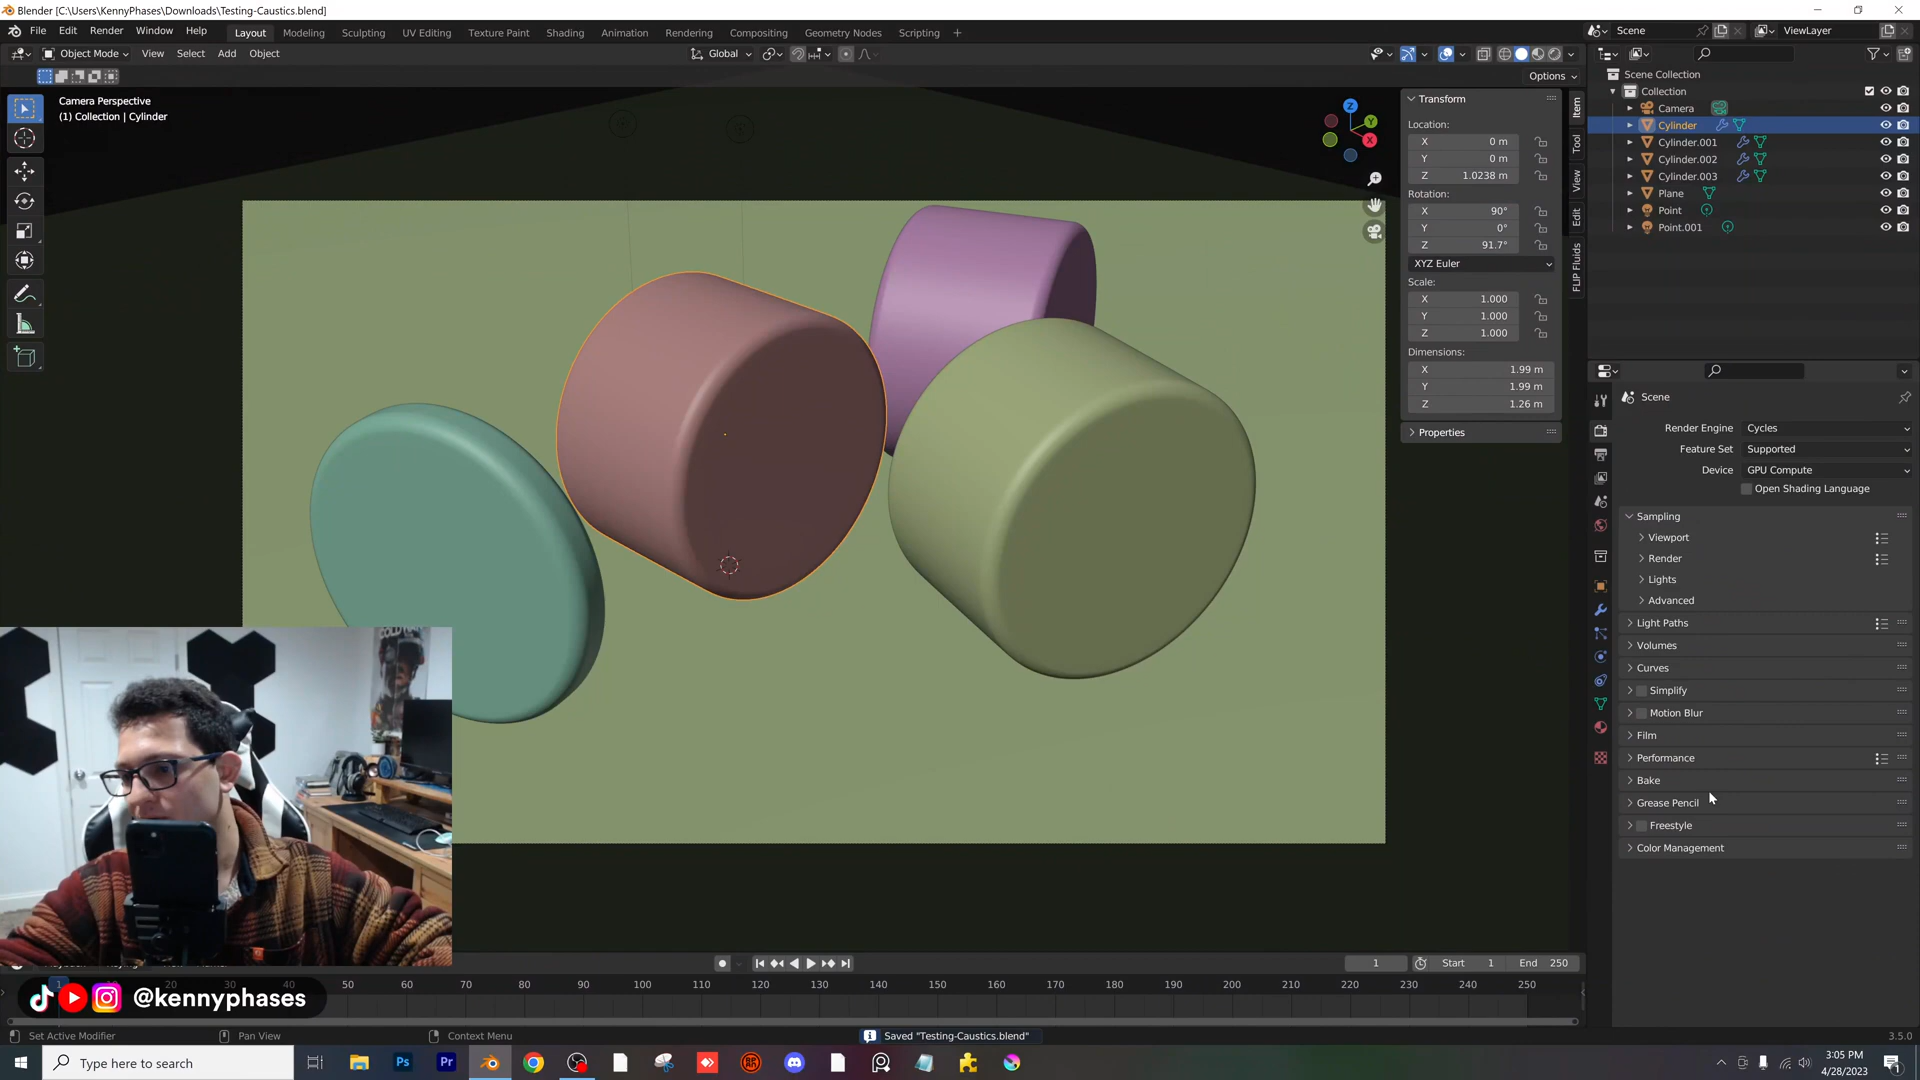 Blender [C:\Users\KennyPhases\Downloads\Testing-Caustics.blend]
File Edit Render Window Help Layout Modeling Sculpting UV Editing Texture Paint Shading Animation Rendering Compositing Geometry Nodes Scripting + Scene ViewLayer
Object Mode View Select Add Object Global
Options
Camera Perspective
(1) Collection | Cylinder
Z
Y
X
Transform
Location:
X 0 m
Y 0 m
Z 1.0238 m
Rotation:
X 90°
Y 0°
Z 91.7°
XYZ Euler
Scale:
X 1.000
Y 1.000
Z 1.000
Dimensions:
X 1.99 m
Y 1.99 m
Z 1.26 m
Properties
Item
Tool
View
Edit
FLIP Fluids
Scene Collection
Collection
Camera
Cylinder
Cylinder.001
Cylinder.002
Cylinder.003
Plane
Point
Point.001
Scene
Render Engine Cycles
Feature Set Supported
Device GPU Compute
Open Shading Language
Sampling
Viewport
Render
Lights
Advanced
Light Paths
Volumes
Curves
Simplify
Motion Blur
Film
Performance
Bake
Grease Pencil
Freestyle
Color Management
1 Start 1 End 250
50 60 70 80 90 100 110 120 130 140 150 160 170 180 190 200 210 220 230 240 250
@kennyphases
Set Active Modifier Pan View Context Menu Saved "Testing-Caustics.blend" 3.5.0
Type here to search
Ps
Pr
3:05 PM
4/28/2023
1